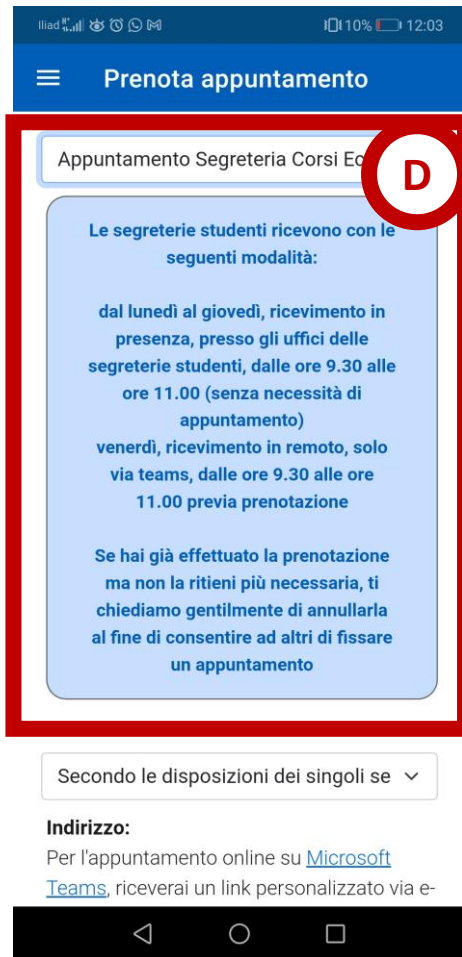 Iliad 10% 12:03
Prenota appuntamento
Appuntamento Segreteria Corsi Ec
D
Le segreterie studenti ricevono con le
seguenti modalità:
dal lunedì al giovedì, ricevimento in
presenza, presso gli uffici delle
segreterie studenti, dalle ore 9.30 alle
ore 11.00 (senza necessità di
appuntamento)
venerdì, ricevimento in remoto, solo
via teams, dalle ore 9.30 alle ore
11.00 previa prenotazione
Se hai già effettuato la prenotazione
ma non la ritieni più necessaria, ti
chiediamo gentilmente di annullarla
al fine di consentire ad altri di fissare
un appuntamento
Secondo le disposizioni dei singoli se
Indirizzo:
Per l'appuntamento online su Microsoft
Teams, riceverai un link personalizzato via e-